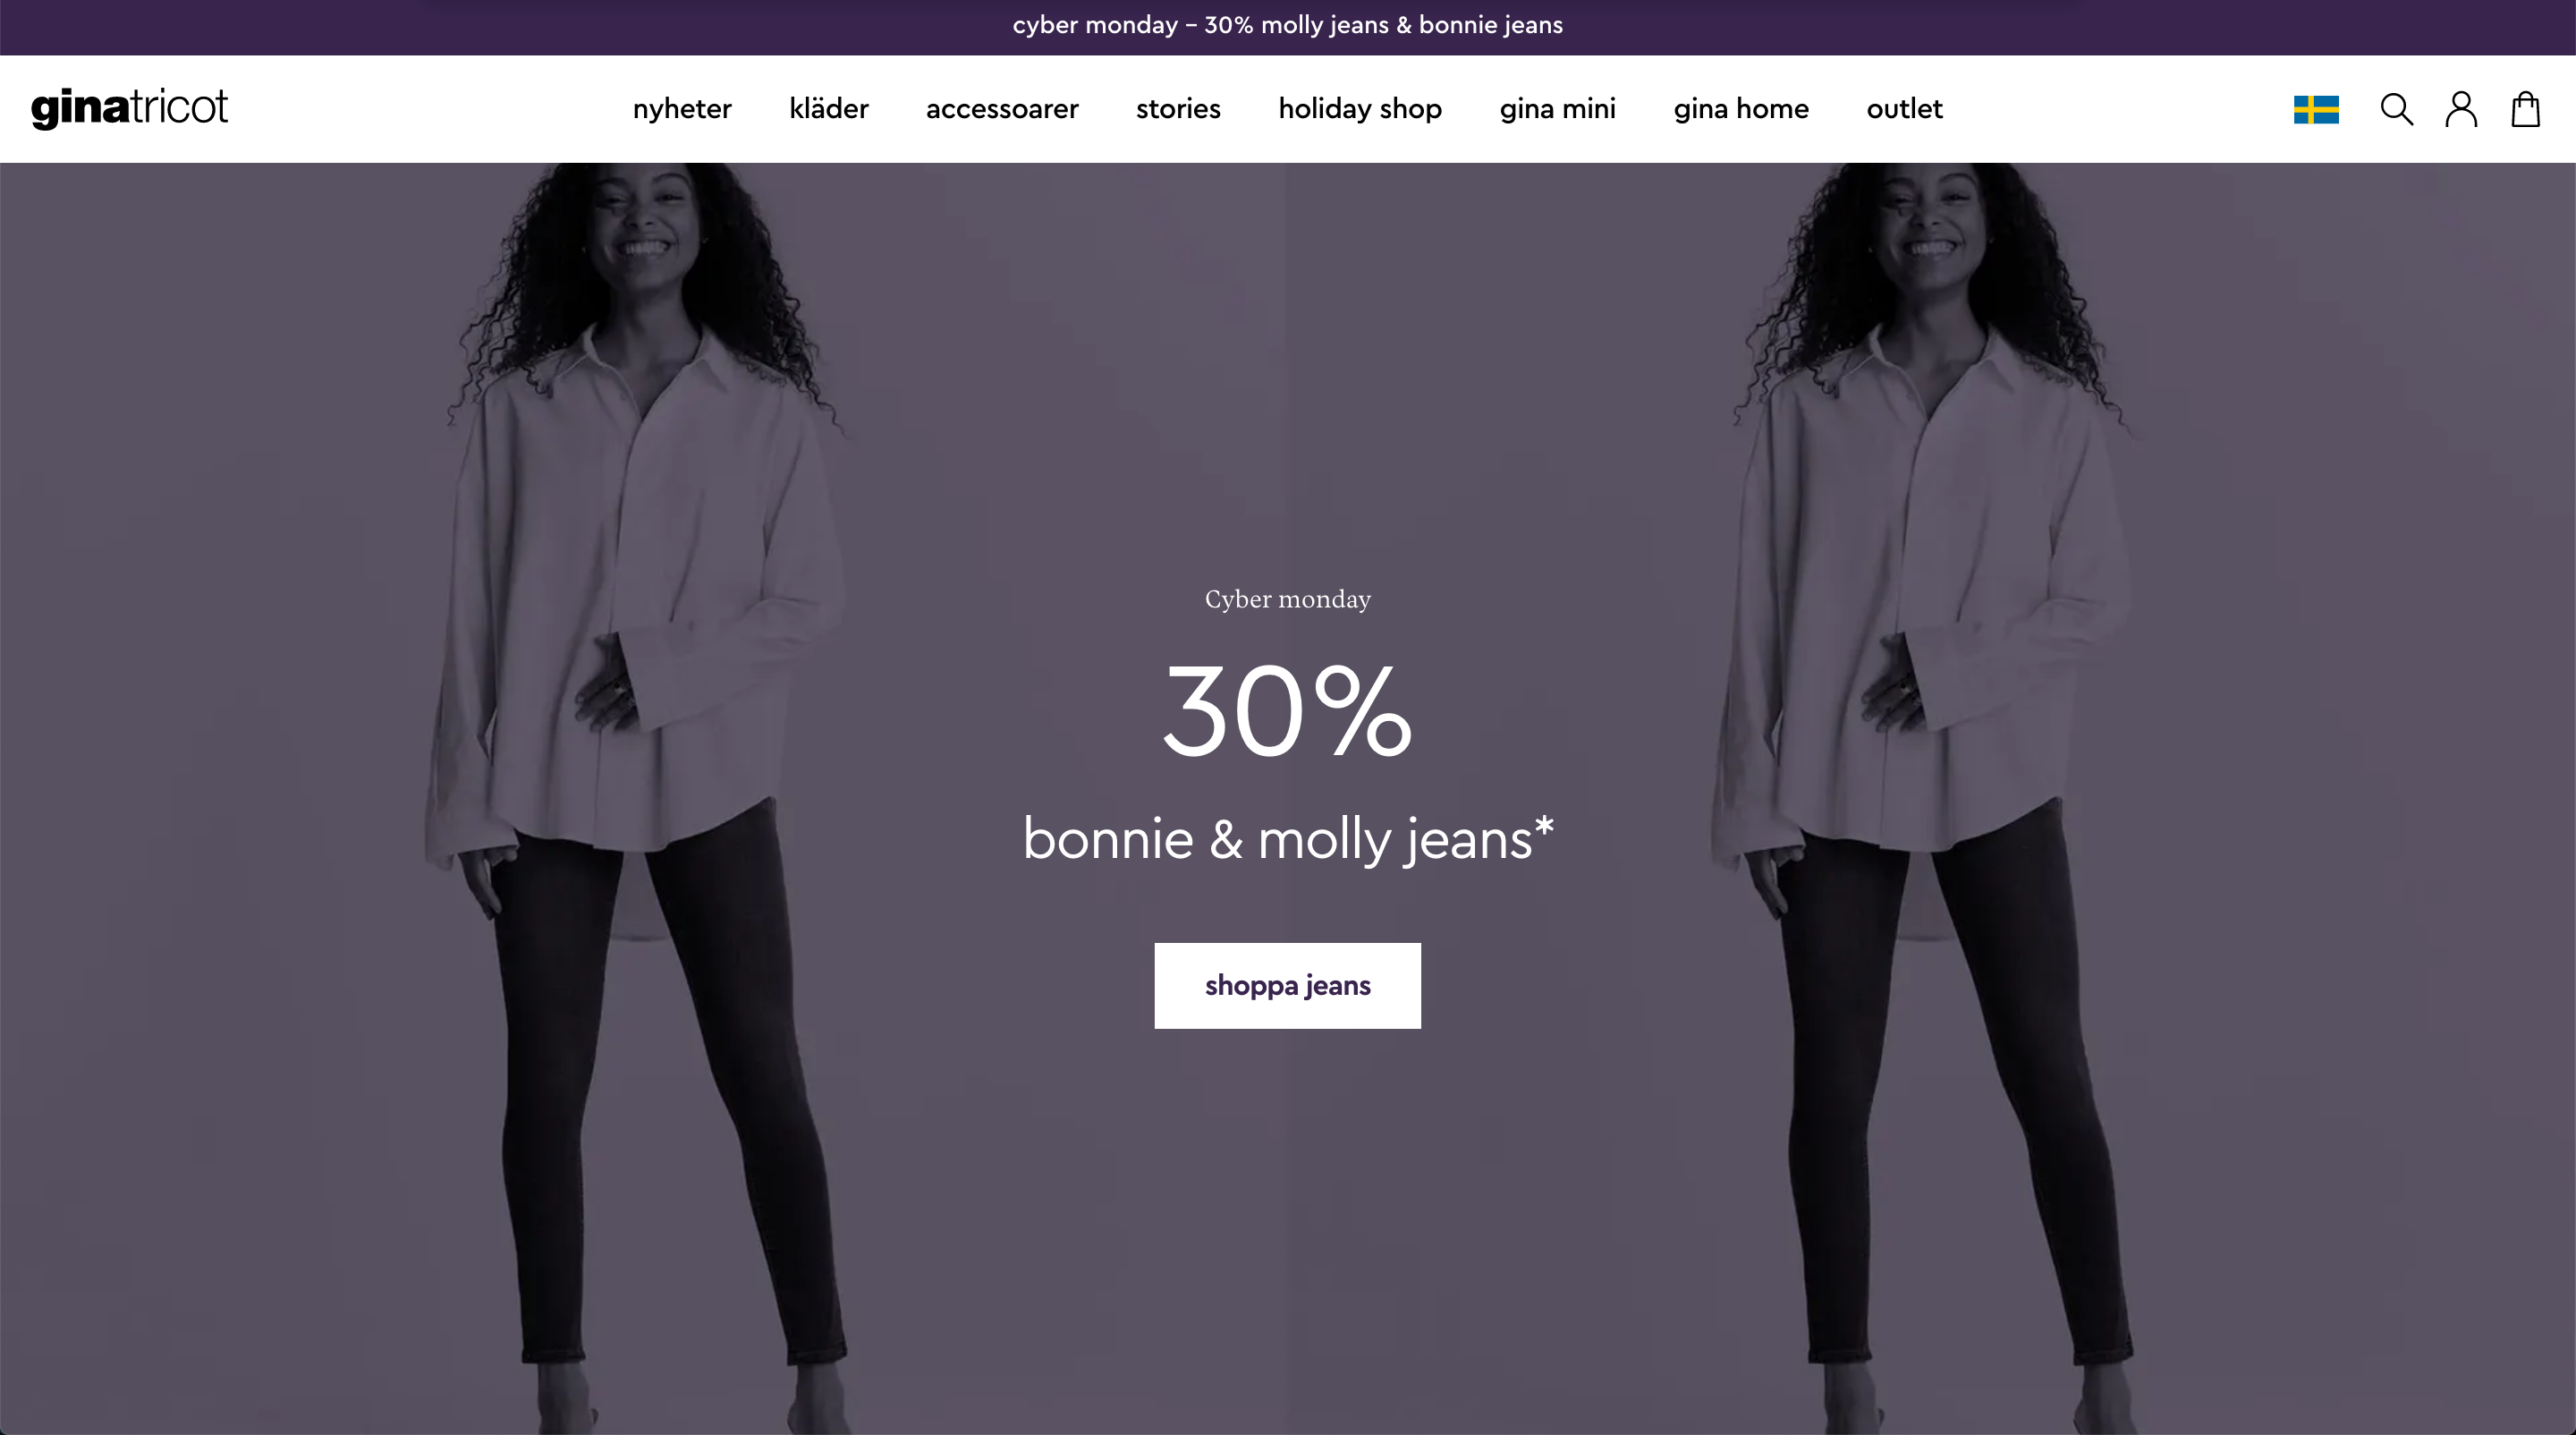 cyber monday – 30% molly jeans & bonnie jeans
ginatricot
nyheter kläder accessoarer stories holiday shop gina mini gina home outlet
Cyber monday
30%
bonnie & molly jeans*
shoppa jeans